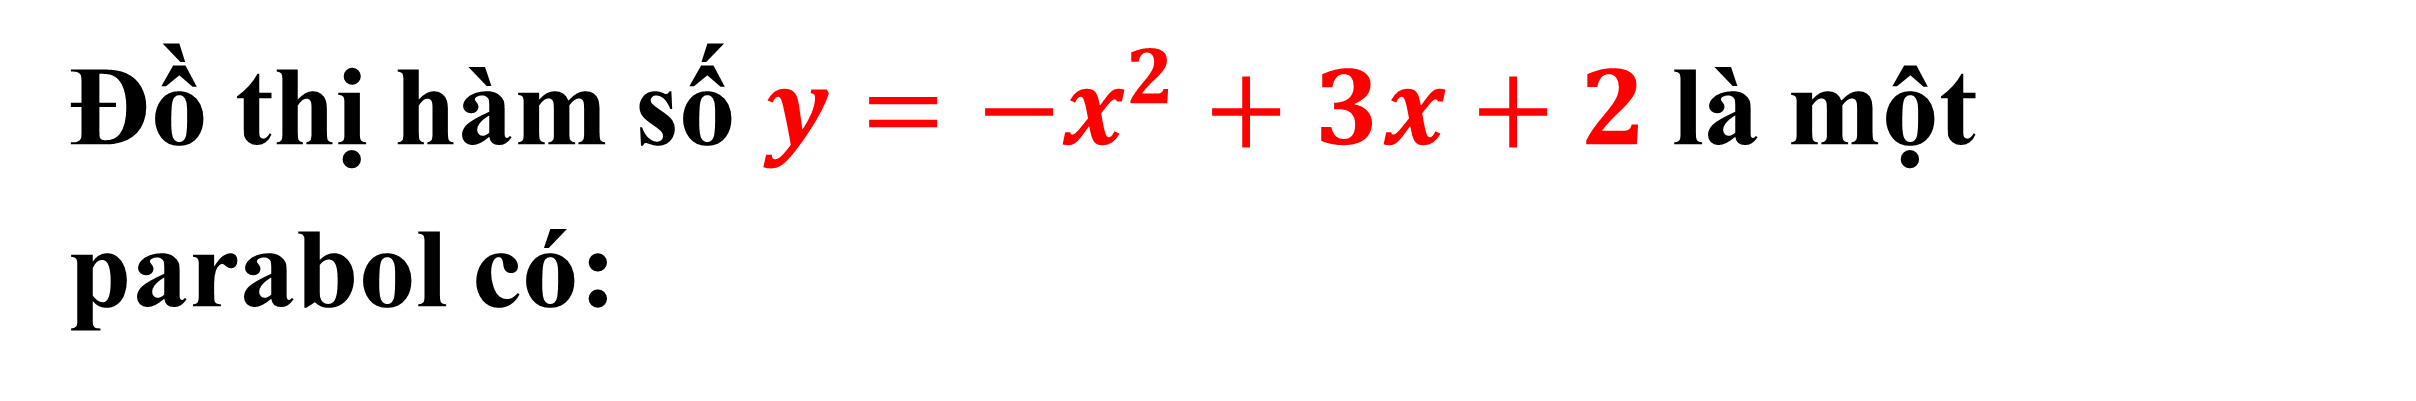 Đồ thị hàm số y = −x² + 3x + 2 là một
parabol có: